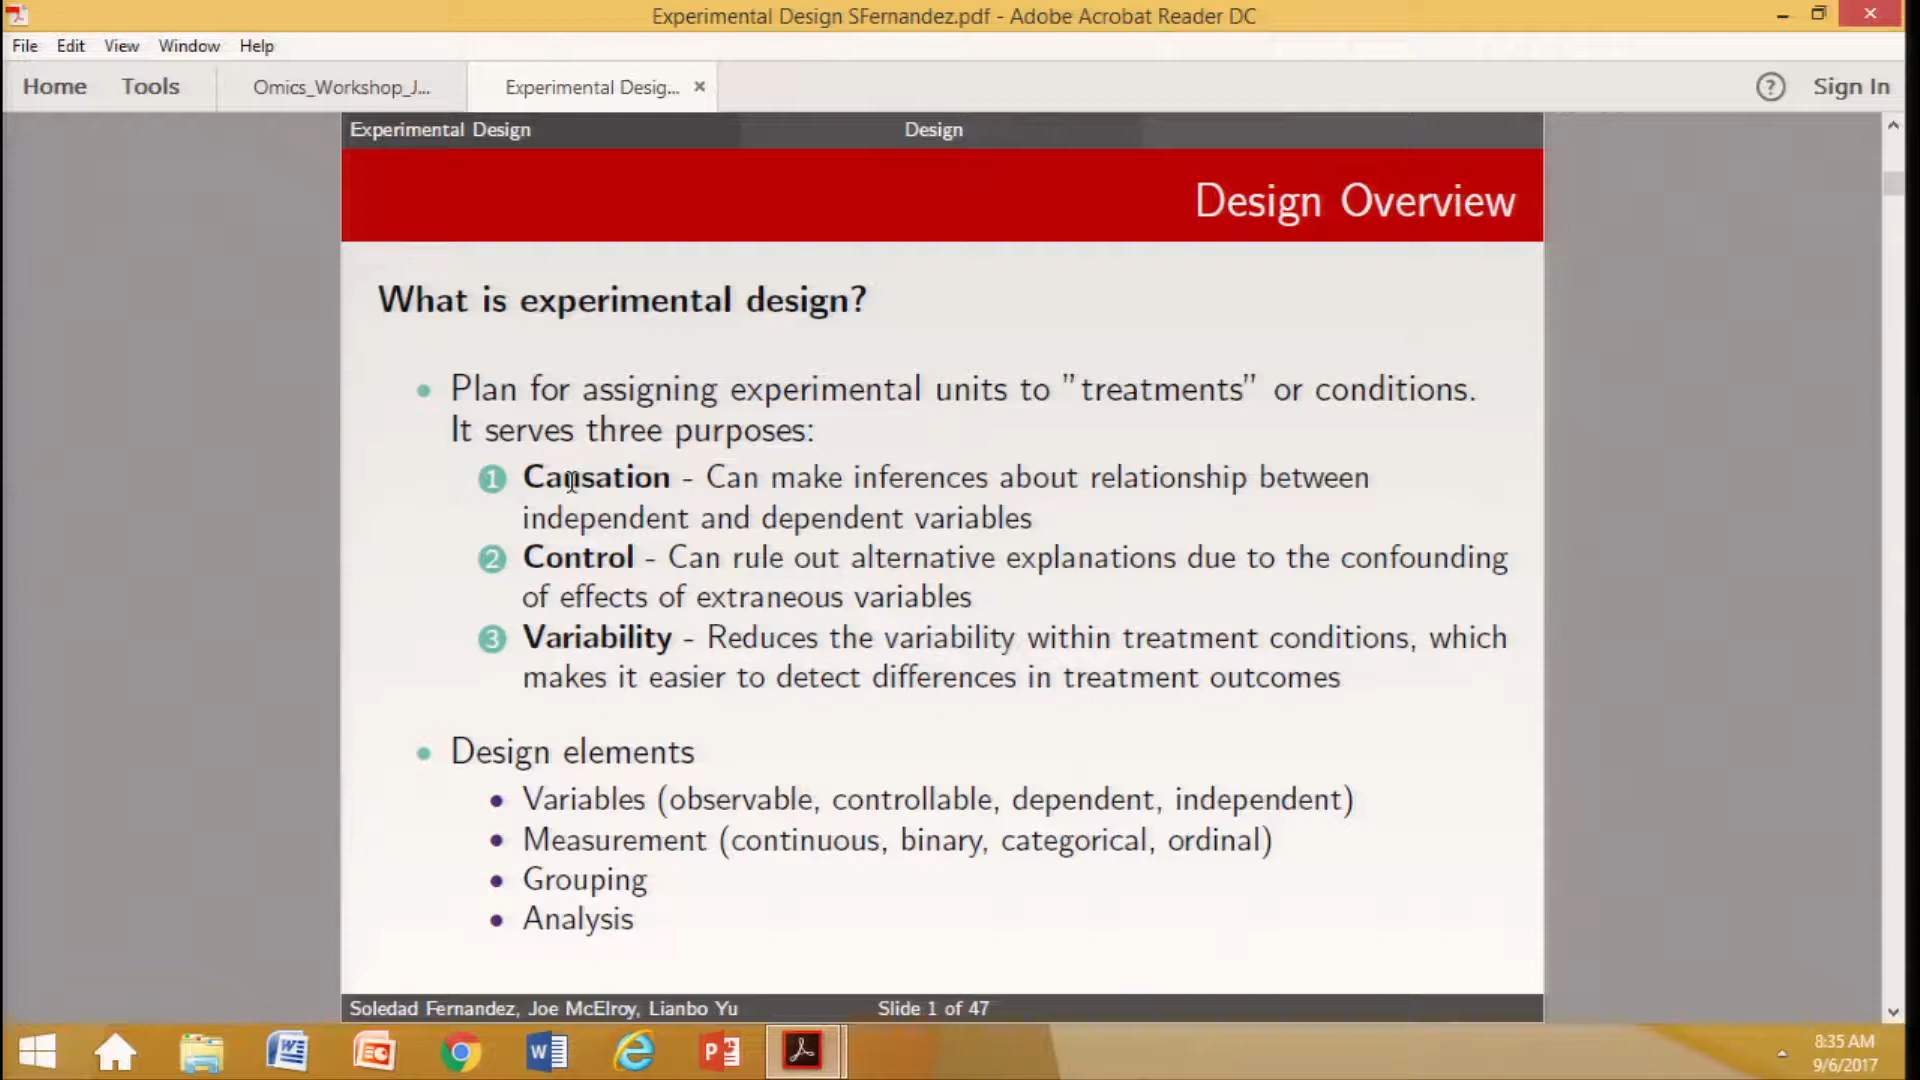 Experimental Design SFernandez.pdf - Adobe Acrobat Reader DC
File Edit View Window Help
Home Tools Omics_Workshop_J... Experimental Desig... × ? Sign In
Experimental Design Design
Design Overview
What is experimental design?
• Plan for assigning experimental units to ”treatments” or conditions.
It serves three purposes:
1 Causation - Can make inferences about relationship between
independent and dependent variables
2 Control - Can rule out alternative explanations due to the confounding
of effects of extraneous variables
3 Variability - Reduces the variability within treatment conditions, which
makes it easier to detect differences in treatment outcomes
• Design elements
• Variables (observable, controllable, dependent, independent)
• Measurement (continuous, binary, categorical, ordinal)
• Grouping
• Analysis
Soledad Fernandez, Joe McElroy, Lianbo Yu Slide 1 of 47
8:35 AM
9/6/2017